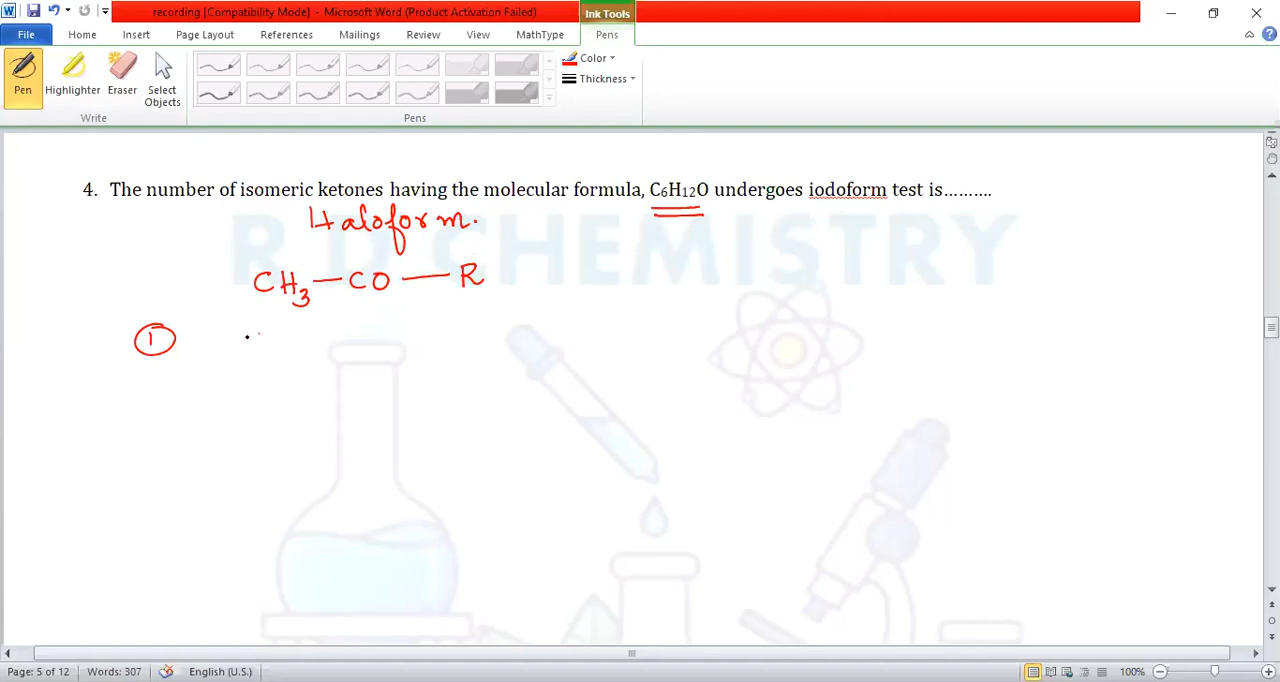 recording [Compatibility Mode] - Microsoft Word (Product Activation Failed)
Ink Tools
File Home Insert Page Layout References Mailings Review View MathType Pens
Pen Highlighter Eraser Select Objects
Color
Thickness
Write Pens
4. The number of isomeric ketones having the molecular formula, C₆H₁₂O undergoes iodoform test is..........
Haloform.
R D CHEMISTRY
CH₃ — CO — R
1
Page: 5 of 12 Words: 307 English (U.S.) 100%